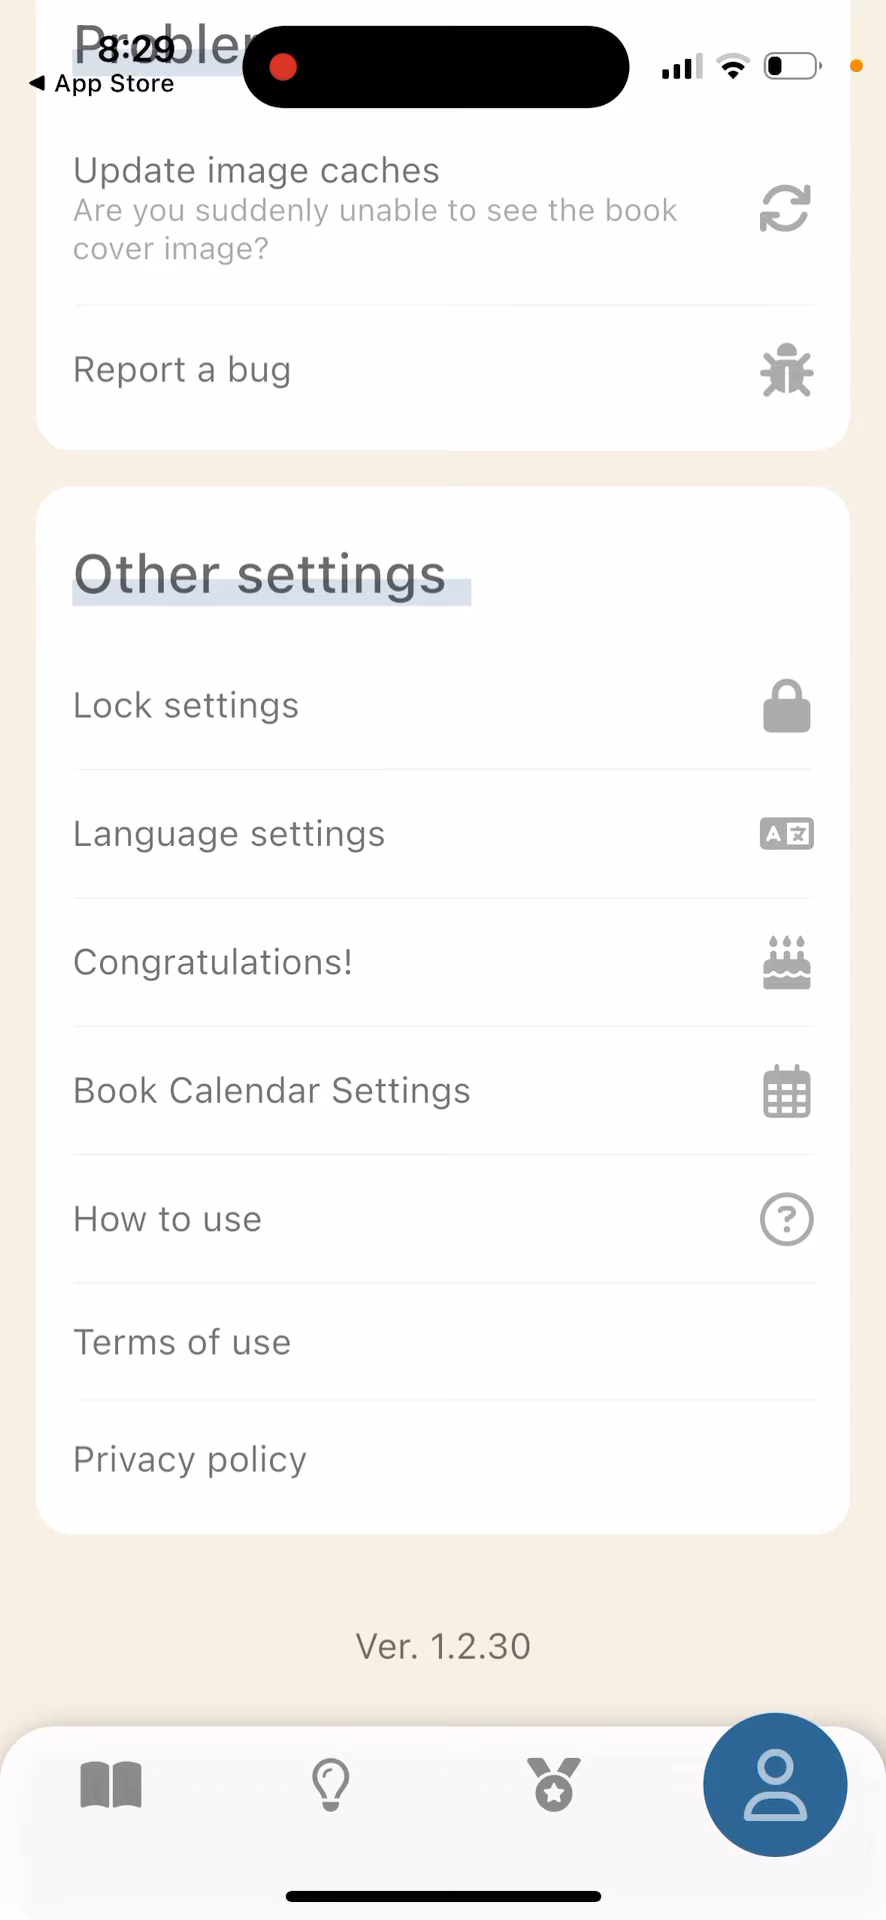 8:29
App Store
Update image caches
Are you suddenly unable to see the book
cover image?
Report a bug
Other settings
Lock settings
Language settings
Congratulations!
Book Calendar Settings
How to use
Terms of use
Privacy policy
Ver. 1.2.30